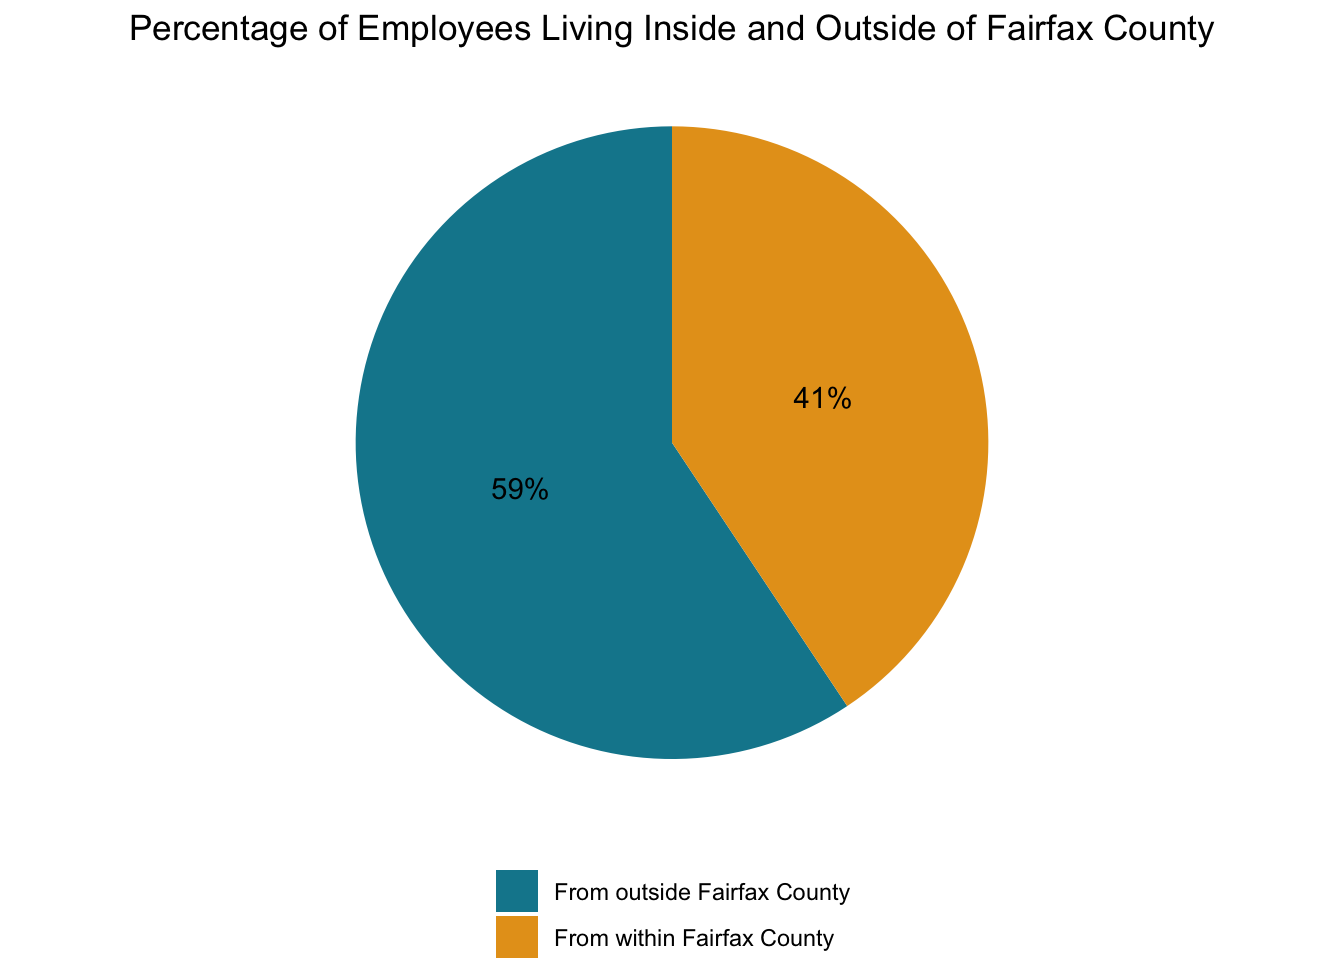 Percentage of Employees Living Inside and Outside of Fairfax County
41%
59%
From outside Fairfax County
From within Fairfax County